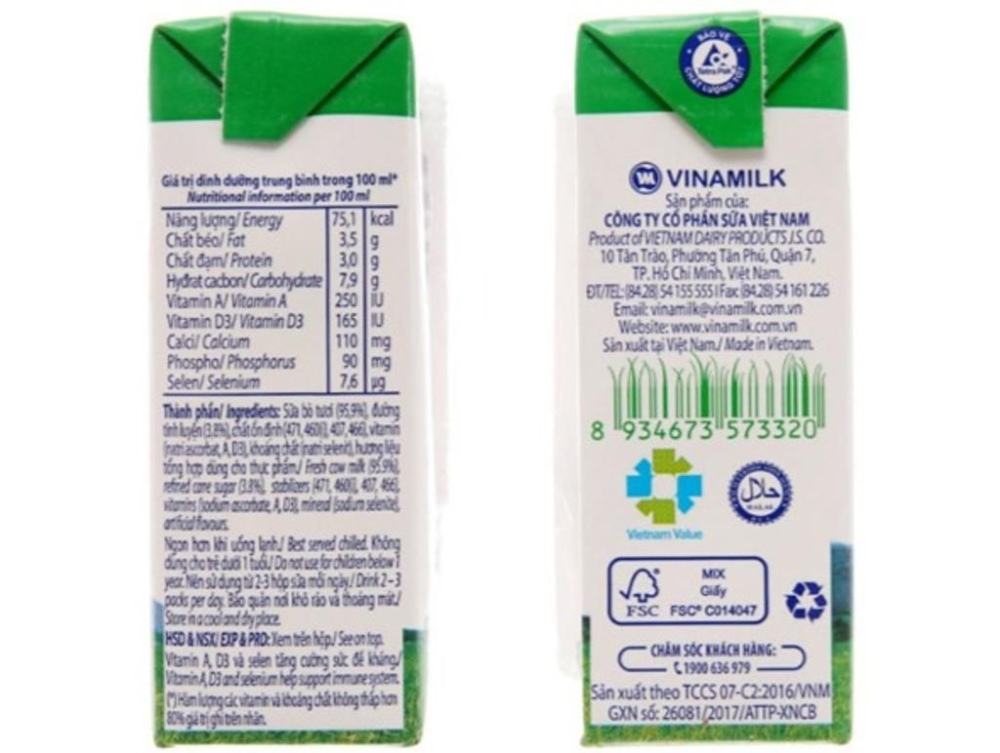 Giá trị dinh dưỡng trung bình trong 100 ml*
Nutritional information per 100 ml
Năng lượng/ Energy 75,1 kcal
Chất béo/ Fat 3,5 g
Chất đạm/ Protein 3,0 g
Hyđrat cacbon/ Carbohydrate 7,9 g
Vitamin A/ Vitamin A 250 IU
Vitamin D3/ Vitamin D3 165 IU
Calci/ Calcium 110 mg
Phospho/ Phosphorus 90 mg
Selen/ Selenium 7,6 µg
Thành phần/ Ingredients: Sữa bò tươi (95,9%), đường
tinh luyện (3,8%), chất ổn định (471, 460(i), 407, 466), vitamin
(natri ascorbat, A, D3), khoáng chất (natri selenit), hương liệu
tổng hợp dùng cho thực phẩm./ Fresh cow milk (95.9%),
refined cane sugar (3.8%), stabilizers (471, 460(i), 407, 466),
vitamins (sodium ascorbate, A, D3), mineral (sodium selenite),
artificial flavours.
Ngon hơn khi uống lạnh./ Best served chilled. Không
dùng cho trẻ dưới 1 tuổi./ Do not use for children below 1
year. Nên sử dụng từ 2-3 hộp sữa mỗi ngày./ Drink 2 – 3
packs per day. Bảo quản nơi khô ráo và thoáng mát./
Store in a cool and dry place.
HSD & NSX/ EXP & PRD: Xem trên hộp./ See on top.
Vitamin A, D3 và selen tăng cường sức đề kháng/
Vitamin A, D3 and selenium help support immune system.
(*) Hàm lượng các vitamin và khoáng chất không thấp hơn
80% giá trị ghi trên nhãn.
BẢO VỆ
Tetra Pak
CHẤT LƯỢNG TỐT
VINAMILK
Sản phẩm của:
CÔNG TY CỔ PHẦN SỮA VIỆT NAM
Product of VIETNAM DAIRY PRODUCTS J.S. CO.
10 Tân Trào, Phường Tân Phú, Quận 7,
TP. Hồ Chí Minh, Việt Nam.
ĐT/TEL: (84.28) 54 155 555 I Fax: (84.28) 54 161 226
Email: vinamilk@vinamilk.com.vn
Website: www.vinamilk.com.vn
Sản xuất tại Việt Nam./ Made in Vietnam.
8 934673 573320
Vietnam Value
حلال
HALAL
FSC
MIX
Giấy
FSC® C014047
CHĂM SÓC KHÁCH HÀNG:
1900 636 979
Sản xuất theo TCCS 07-C2:2016/VNM
GXN số: 26081/2017/ATTP-XNCB